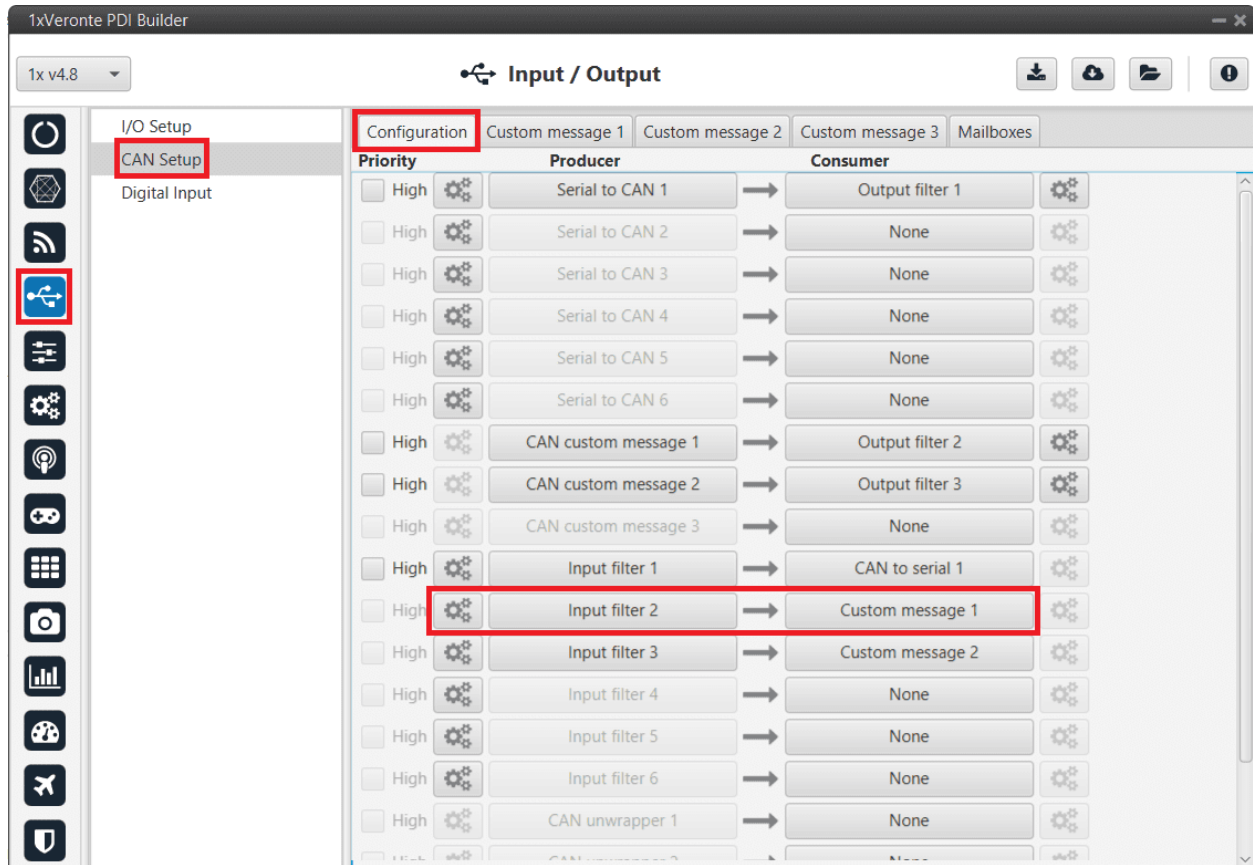 1xVeronte PDI Builder
1x v4.8
Input / Output
I/O Setup
CAN Setup
Digital Input
Configuration Custom message 1 Custom message 2 Custom message 3 Mailboxes
Priority Producer Consumer
High Serial to CAN 1 Output filter 1
High Serial to CAN 2 None
High Serial to CAN 3 None
High Serial to CAN 4 None
High Serial to CAN 5 None
High Serial to CAN 6 None
High CAN custom message 1 Output filter 2
High CAN custom message 2 Output filter 3
High CAN custom message 3 None
High Input filter 1 CAN to serial 1
High Input filter 2 Custom message 1
High Input filter 3 Custom message 2
High Input filter 4 None
High Input filter 5 None
High Input filter 6 None
High CAN unwrapper 1 None